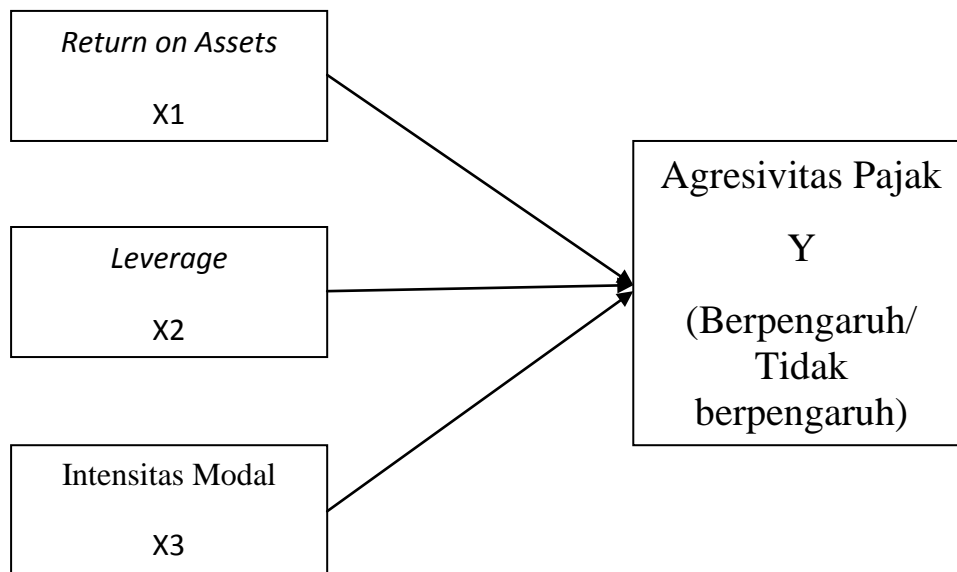 Return on Assets
X1
Leverage
X2
Intensitas Modal
X3
Agresivitas Pajak
Y
(Berpengaruh/
Tidak
berpengaruh)